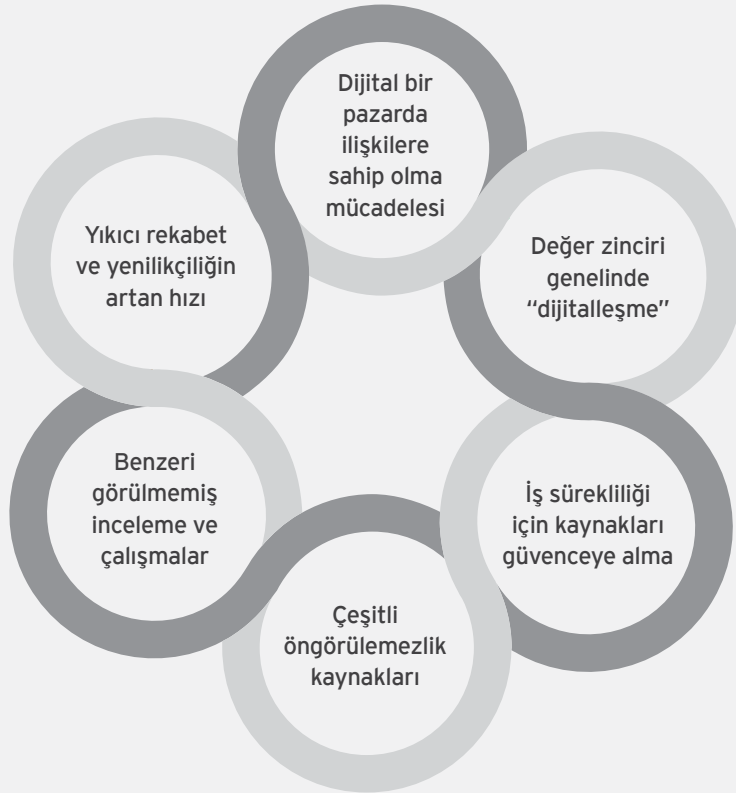 Dijital bir
pazarda
ilişkilere
sahip olma
mücadelesi
Değer zinciri
genelinde
“dijitalleşme”
İş sürekliliği
için kaynakları
güvenceye alma
Çeşitli
öngörülemezlik
kaynakları
Benzeri
görülmemiş
inceleme ve
çalışmalar
Yıkıcı rekabet
ve yenilikçiliğin
artan hızı